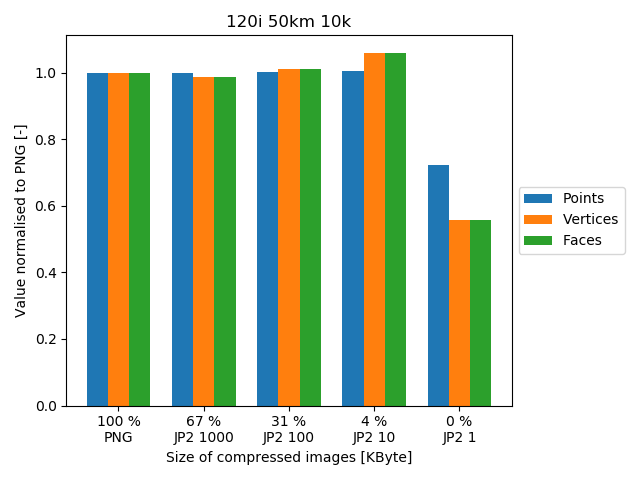 120i 50km 10k
Value normalised to PNG [-]
1.0
0.8
0.6
0.4
0.2
0.0
100 % 67 % 31 % 4 % 0 %
PNG JP2 1000 JP2 100 JP2 10 JP2 1
Size of compressed images [KByte]
Points
Vertices
Faces